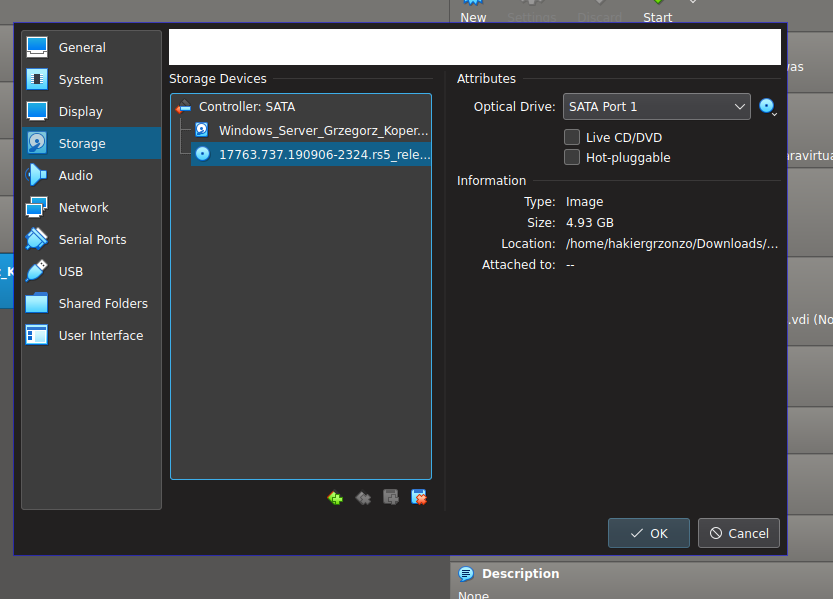 New Settings Discard Start
General
System
Display
Storage
Audio
Network
Serial Ports
USB
Shared Folders
User Interface
Storage Devices
Controller: SATA
Windows_Server_Grzegorz_Koper...
17763.737.190906-2324.rs5_rele...
Attributes
Optical Drive: SATA Port 1
Live CD/DVD
Hot-pluggable
Information
Type: Image
Size: 4.93 GB
Location: /home/hakiergrzonzo/Downloads/...
Attached to: --
OK
Cancel
was
aravirtua
.vdi (No
_K
Description
None